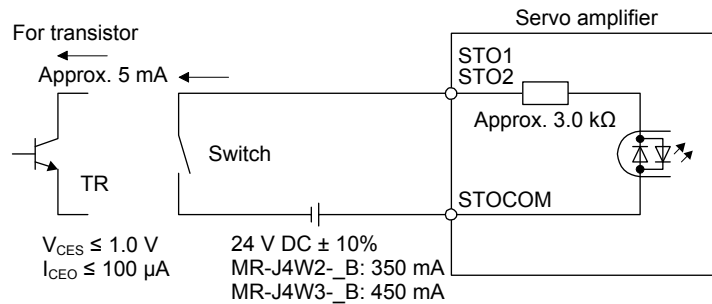 Servo amplifier
For transistor
Approx. 5 mA
STO1
STO2
Approx. 3.0 kΩ
Switch
TR
STOCOM
VCES ≤ 1.0 V
ICEO ≤ 100 μA
24 V DC ± 10%
MR-J4W2-_B: 350 mA
MR-J4W3-_B: 450 mA